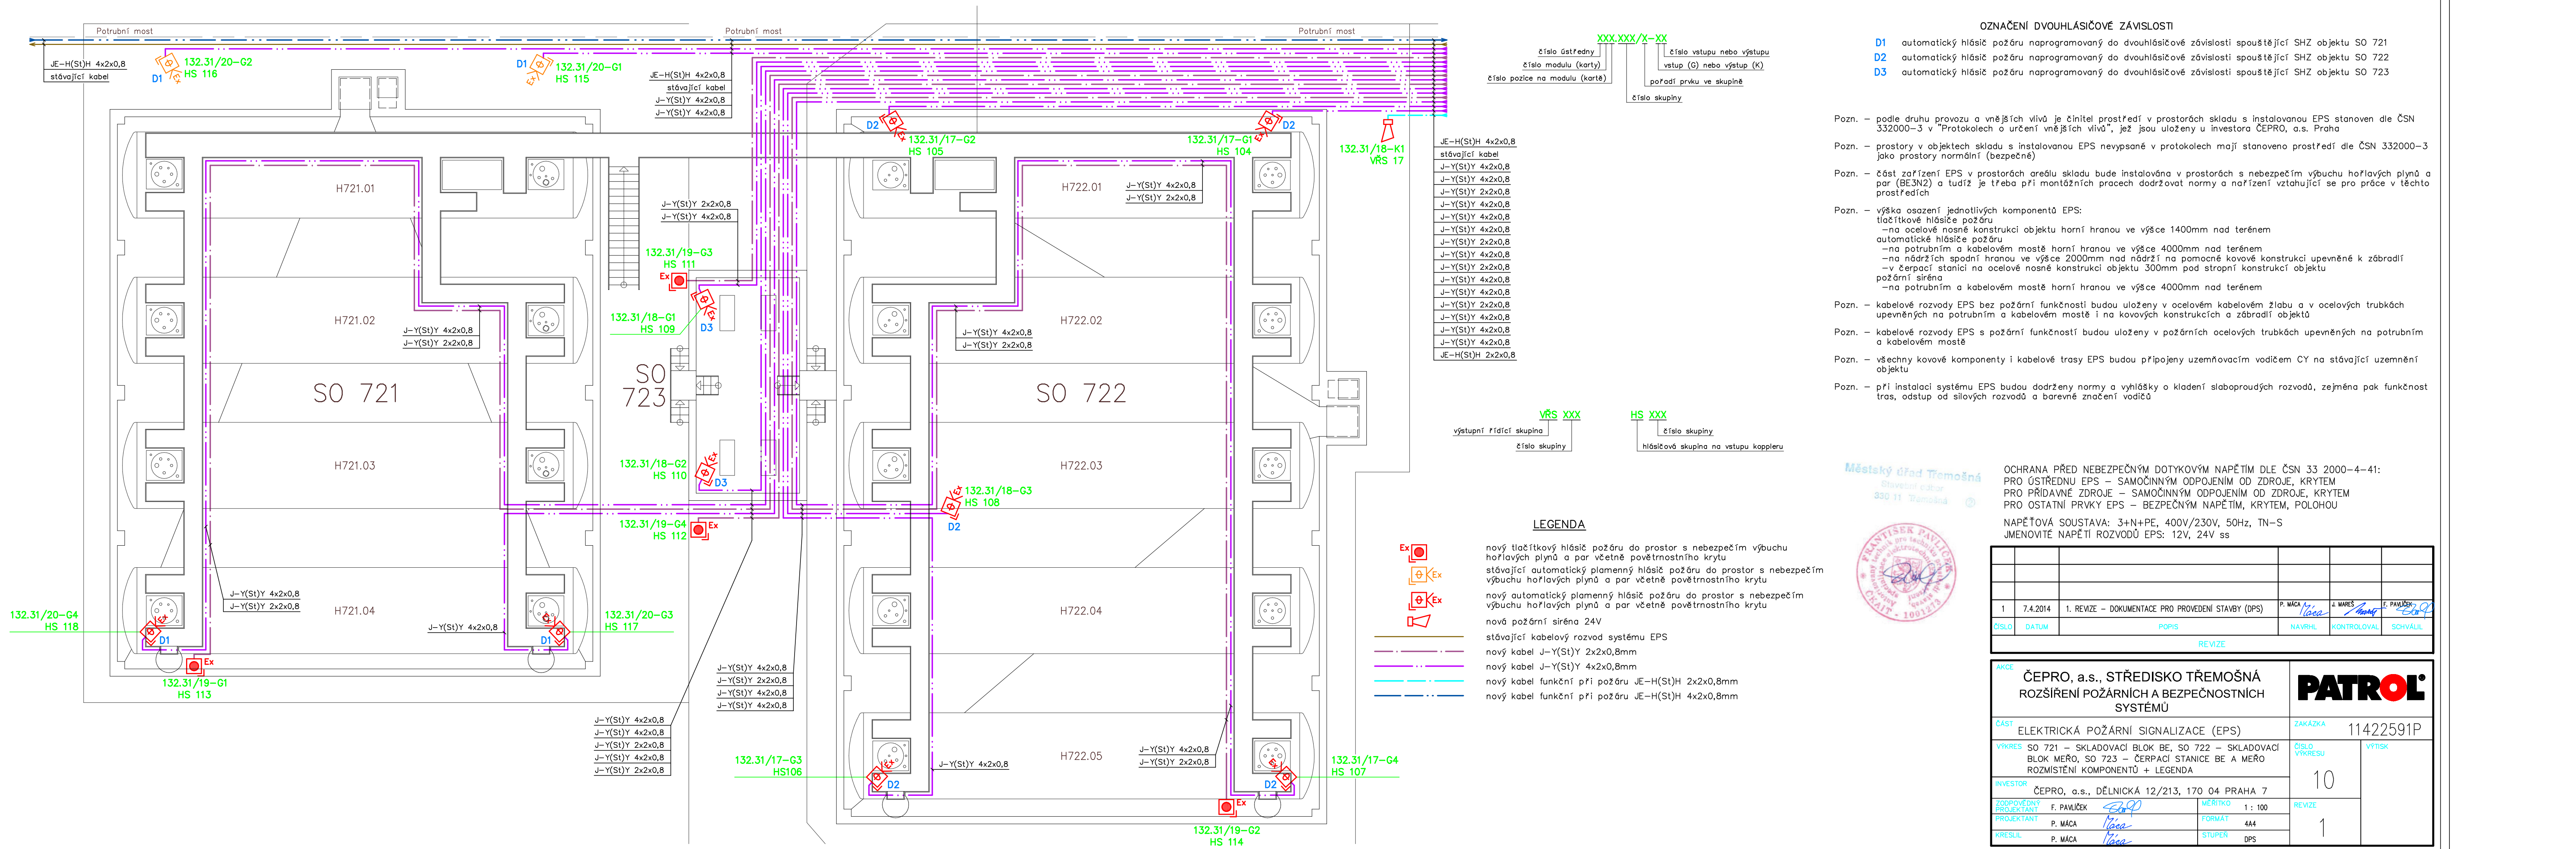 Potrubní most
Potrubní most
Potrubní most
JE-H(St)H 4x2x0,8
stávající kabel
132.31/20-G2
HS 116
D1
Ex
D1
132.31/20-G1
HS 115
Ex
JE-H(St)H 4x2x0,8
stávající kabel
J-Y(St)Y 4x2x0,8
J-Y(St)Y 4x2x0,8
D2
Ex
132.31/17-G2
HS 105
132.31/17-G1
HS 104
Ex
D2
132.31/18-K1
VŘS 17
H721.01
H721.02
SO 721
H721.03
H721.04
J-Y(St)Y 4x2x0,8
J-Y(St)Y 2x2x0,8
J-Y(St)Y 4x2x0,8
J-Y(St)Y 2x2x0,8
J-Y(St)Y 4x2x0,8
132.31/20-G4
HS 118
D1
Ex
Ex
132.31/19-G1
HS 113
132.31/20-G3
HS 117
D1
Ex
J-Y(St)Y 2x2x0,8
J-Y(St)Y 4x2x0,8
132.31/19-G3
HS 111
Ex
132.31/18-G1
HS 109
Ex
D3
SO
723
132.31/18-G2
HS 110
Ex
D3
132.31/19-G4
HS 112
Ex
J-Y(St)Y 4x2x0,8
J-Y(St)Y 2x2x0,8
J-Y(St)Y 4x2x0,8
J-Y(St)Y 4x2x0,8
J-Y(St)Y 4x2x0,8
J-Y(St)Y 4x2x0,8
J-Y(St)Y 2x2x0,8
J-Y(St)Y 4x2x0,8
J-Y(St)Y 2x2x0,8
H722.01
J-Y(St)Y 4x2x0,8
J-Y(St)Y 2x2x0,8
H722.02
J-Y(St)Y 4x2x0,8
J-Y(St)Y 2x2x0,8
SO 722
H722.03
132.31/18-G3
HS 108
Ex
D2
H722.04
H722.05
J-Y(St)Y 4x2x0,8
J-Y(St)Y 2x2x0,8
J-Y(St)Y 4x2x0,8
132.31/17-G3
HS106
Ex
D2
132.31/17-G4
HS 107
Ex
D2
Ex
132.31/19-G2
HS 114
JE-H(St)H 4x2x0,8
stávající kabel
J-Y(St)Y 4x2x0,8
J-Y(St)Y 4x2x0,8
J-Y(St)Y 2x2x0,8
J-Y(St)Y 4x2x0,8
J-Y(St)Y 4x2x0,8
J-Y(St)Y 4x2x0,8
J-Y(St)Y 2x2x0,8
J-Y(St)Y 4x2x0,8
J-Y(St)Y 2x2x0,8
J-Y(St)Y 4x2x0,8
J-Y(St)Y 4x2x0,8
J-Y(St)Y 2x2x0,8
J-Y(St)Y 4x2x0,8
J-Y(St)Y 4x2x0,8
J-Y(St)Y 4x2x0,8
JE-H(St)H 2x2x0,8
XXX.XXX/X-XX
číslo ústředny
číslo modulu (karty)
číslo pozice na modulu (kartě)
číslo vstupu nebo výstupu
vstup (G) nebo výstup (K)
pořadí prvku ve skupině
číslo skupiny
VŘS XXX
výstupní řídící skupina
číslo skupiny
HS XXX
číslo skupiny
hlásičová skupina na vstupu koppleru
LEGENDA
Ex nový tlačítkový hlásič požáru do prostor s nebezpečím výbuchu
hořlavých plynů a par včetně povětrnostního krytu
Ex stávající automatický plamenný hlásič požáru do prostor s nebezpečím
výbuchu hořlavých plynů a par včetně povětrnostního krytu
Ex nový automatický plamenný hlásič požáru do prostor s nebezpečím
výbuchu hořlavých plynů a par včetně povětrnostního krytu
nová požární siréna 24V
stávající kabelový rozvod systému EPS
nový kabel J-Y(St)Y 2x2x0,8mm
nový kabel J-Y(St)Y 4x2x0,8mm
nový kabel funkční při požáru JE-H(St)H 2x2x0,8mm
nový kabel funkční při požáru JE-H(St)H 4x2x0,8mm
OZNAČENÍ DVOUHLÁSIČOVÉ ZÁVISLOSTI
D1 automatický hlásič požáru naprogramovaný do dvouhlásičové závislosti spouštějící SHZ objektu SO 721
D2 automatický hlásič požáru naprogramovaný do dvouhlásičové závislosti spouštějící SHZ objektu SO 722
D3 automatický hlásič požáru naprogramovaný do dvouhlásičové závislosti spouštějící SHZ objektu SO 723
Pozn. – podle druhu provozu a vnějších vlivů je činitel prostředí v prostorách skladu s instalovanou EPS stanoven dle ČSN
332000-3 v "Protokolech o určení vnějších vlivů", jež jsou uloženy u investora ČEPRO, a.s. Praha
Pozn. – prostory v objektech skladu s instalovanou EPS nevypsané v protokolech mají stanoveno prostředí dle ČSN 332000-3
jako prostory normální (bezpečné)
Pozn. – část zařízení EPS v prostorách areálu skladu bude instalována v prostorách s nebezpečím výbuchu hořlavých plynů a
par (BE3N2) a tudíž je třeba při montážních pracech dodržovat normy a nařízení vztahující se pro práce v těchto
prostředích
Pozn. – výška osazení jednotlivých komponentů EPS:
tlačítkové hlásiče požáru
–na ocelové nosné konstrukci objektu horní hranou ve výšce 1400mm nad terénem
automatické hlásiče požáru
–na potrubním a kabelovém mostě horní hranou ve výšce 4000mm nad terénem
–na nádržích spodní hranou ve výšce 2000mm nad nádrží na pomocné kovové konstrukci upevněné k zábradlí
–v čerpací stanici na ocelové nosné konstrukci objektu 300mm pod stropní konstrukcí objektu
požární siréna
–na potrubním a kabelovém mostě horní hranou ve výšce 4000mm nad terénem
Pozn. – kabelové rozvody EPS bez požární funkčnosti budou uloženy v ocelovém kabelovém žlabu a v ocelových trubkách
upevněných na potrubním a kabelovém mostě i na kovových konstrukcích a zábradlí objektů
Pozn. – kabelové rozvody EPS s požární funkčností budou uloženy v požárních ocelových trubkách upevněných na potrubním
a kabelovém mostě
Pozn. – všechny kovové komponenty i kabelové trasy EPS budou připojeny uzemňovacím vodičem CY na stávající uzemnění
objektu
Pozn. – při instalaci systému EPS budou dodrženy normy a vyhlášky o kladení slaboproudých rozvodů, zejména pak funkčnost
tras, odstup od silových rozvodů a barevné značení vodičů
Městský úřad Třemošná
FRANTIŠEK PAVLÍČEK
ČKAIT - 1001273
OCHRANA PŘED NEBEZPEČNÝM DOTYKOVÝM NAPĚTÍM DLE ČSN 33 2000-4-41:
PRO ÚSTŘEDNU EPS – SAMOČINNÝM ODPOJENÍM OD ZDROJE, KRYTEM
PRO PŘÍDAVNÉ ZDROJE – SAMOČINNÝM ODPOJENÍM OD ZDROJE, KRYTEM
PRO OSTATNÍ PRVKY EPS – BEZPEČNÝM NAPĚTÍM, KRYTEM, POLOHOU
NAPĚŤOVÁ SOUSTAVA: 3+N+PE, 400V/230V, 50Hz, TN-S
JMENOVITÉ NAPĚTÍ ROZVODŮ EPS: 12V, 24V ss
1 7.4.2014 1. REVIZE – DOKUMENTACE PRO PROVEDENÍ STAVBY (DPS) P. MÁCA J. MAREŠ F. PAVLÍČEK
ČÍSLO DATUM POPIS NAVRHL KONTROLOVAL SCHVÁLIL
REVIZE
AKCE
ČEPRO, a.s., STŘEDISKO TŘEMOŠNÁ
ROZŠÍŘENÍ POŽÁRNÍCH A BEZPEČNOSTNÍCH
SYSTÉMŮ
PATROL
ČÁST
ELEKTRICKÁ POŽÁRNÍ SIGNALIZACE (EPS)
ZAKÁZKA 11422591P
VÝKRES SO 721 – SKLADOVACÍ BLOK BE, SO 722 – SKLADOVACÍ
BLOK MEŘO, SO 723 – ČERPACÍ STANICE BE A MEŘO
ROZMÍSTĚNÍ KOMPONENTŮ + LEGENDA
ČÍSLO
VÝKRESU
10
VÝTISK
INVESTOR
ČEPRO, a.s., DĚLNICKÁ 12/213, 170 04 PRAHA 7
ZODPOVĚDNÝ
PROJEKTANT F. PAVLÍČEK
MĚŘÍTKO 1 : 100
REVIZE
1
PROJEKTANT P. MÁCA Máca
FORMÁT 4A4
KRESLIL P. MÁCA Máca
STUPEŇ DPS